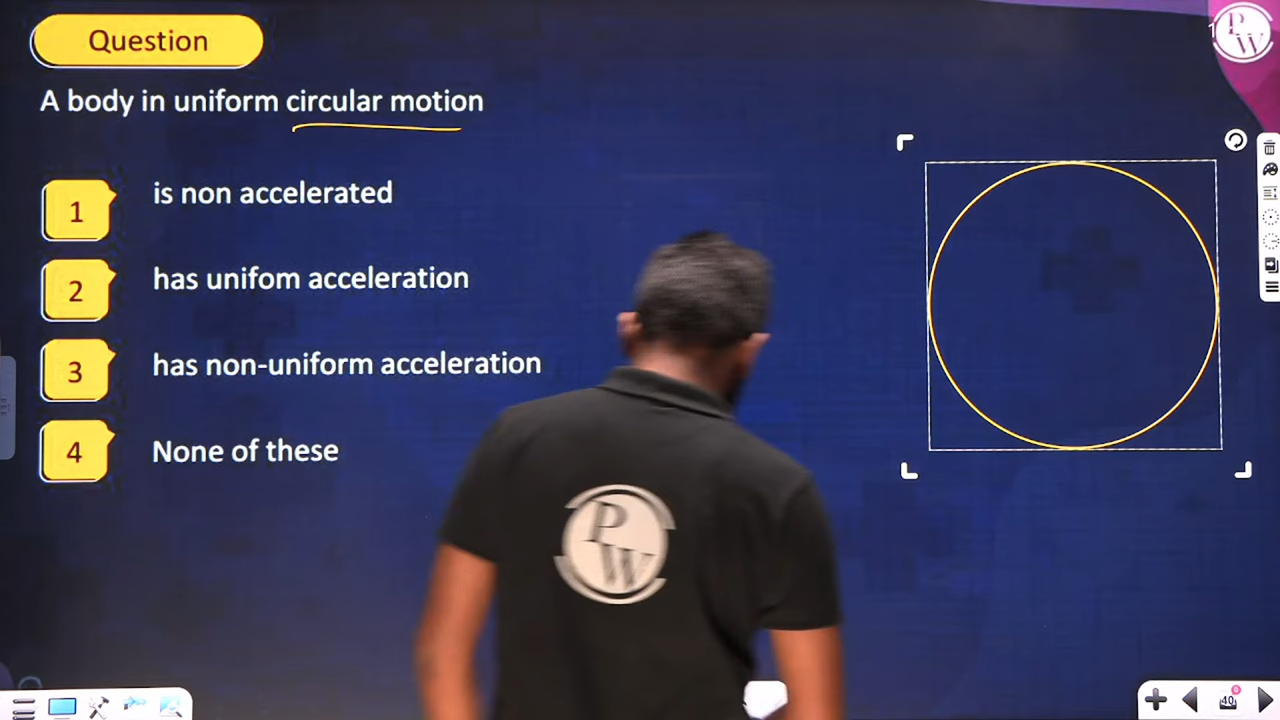 Question
A body in uniform circular motion
1 is non accelerated
2 has unifom acceleration
3 has non-uniform acceleration
4 None of these
P
W
P
W
40